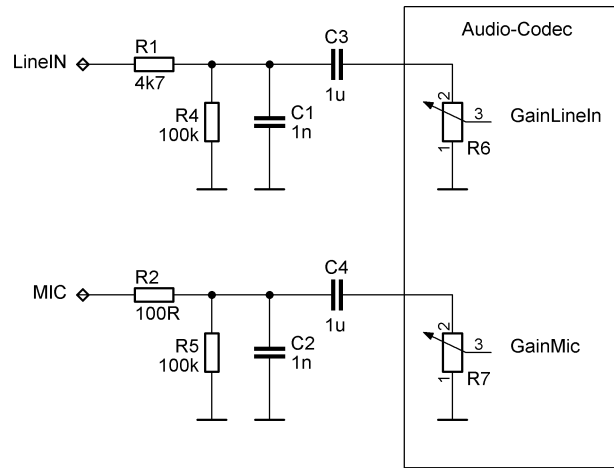 Audio-Codec
LineIN
R1
4k7
R4
100k
C1
1n
C3
1u
2
3
1
R6
GainLineIn
MIC
R2
100R
R5
100k
C2
1n
C4
1u
2
3
1
R7
GainMic